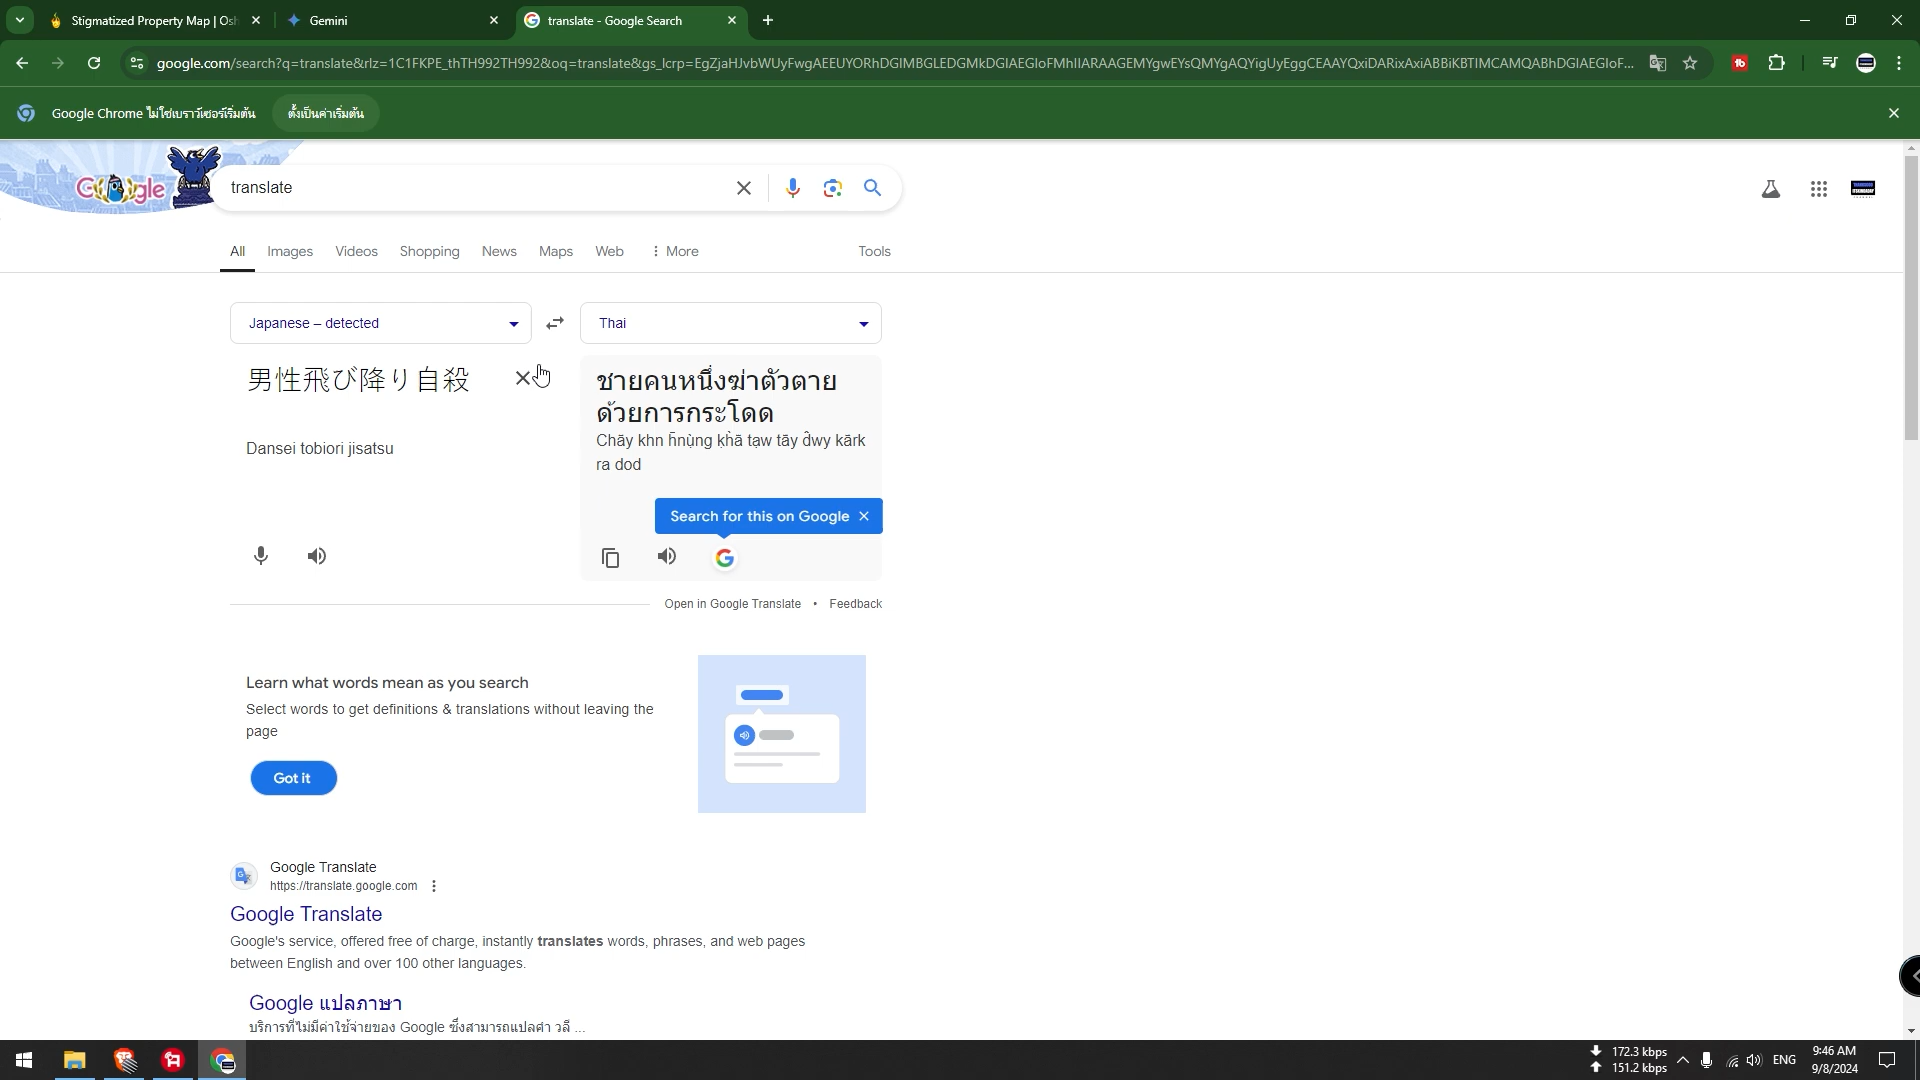 Stigmatized Property Map | Osh
Gemini
translate - Google Search
google.com/search?q=translate&rlz=1C1FKPE_thTH992TH992&oq=translate&gs_lcrp=
Google Chrome ไม่ใช่เบราว์เซอร์เริ่มต้น
ตั้งเป็นค่าเริ่มต้น
Google
translate
All
Images
Videos
Shopping
News
Maps
Web
More
Tools
Japanese – detected
Thai
男性飛び降り自殺
Dansei tobiori jisatsu
ชายคนหนึ่งฆ่าตัวตาย
ด้วยการกระโดด
Chāy khn h̄nụ̀ng ḳh̀ā tạw tāy d̂wy kārk
ra dod
Search for this on Google
Open in Google Translate • Feedback
Learn what words mean as you search
Select words to get definitions & translations without leaving the
page
Got it
Google Translate
https://translate.google.com
Google Translate
Google's service, offered free of charge, instantly translates words, phrases, and web pages
between English and over 100 other languages.
Google แปลภาษา
บริการที่ไม่มีค่าใช้จ่ายของ Google ซึ่งสามารถแปลคำ วลี ...
172.3 kbps
151.2 kbps
ENG
9:46 AM
9/8/2024